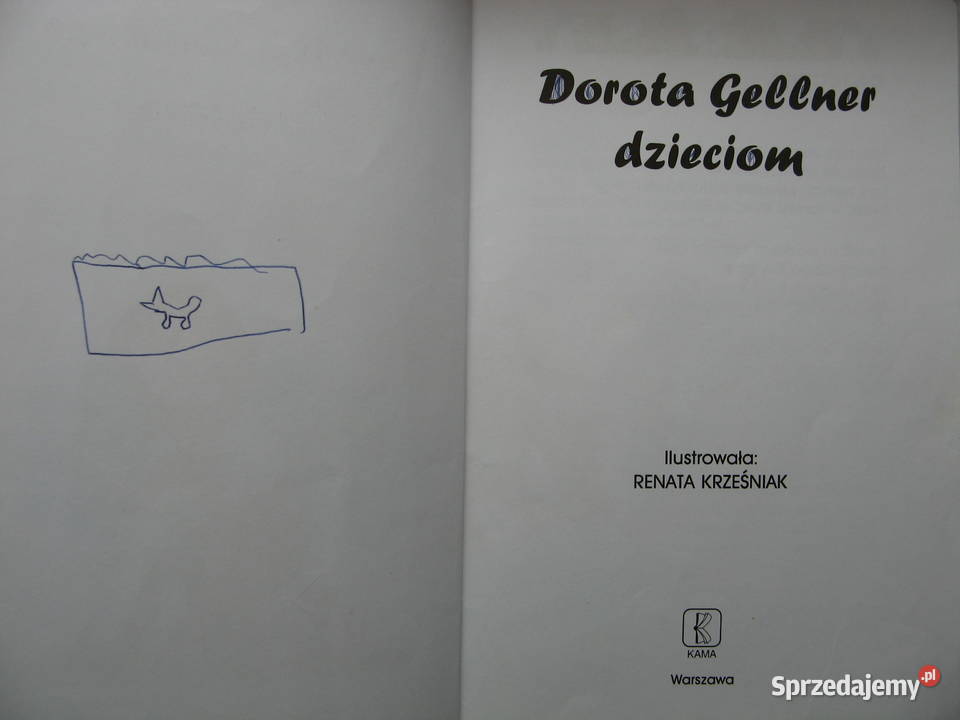 Dorota Gellner
dzieciom
Ilustrowała:
RENATA KRZEŚNIAK
KAMA
Warszawa
Sprzedajemy.pl